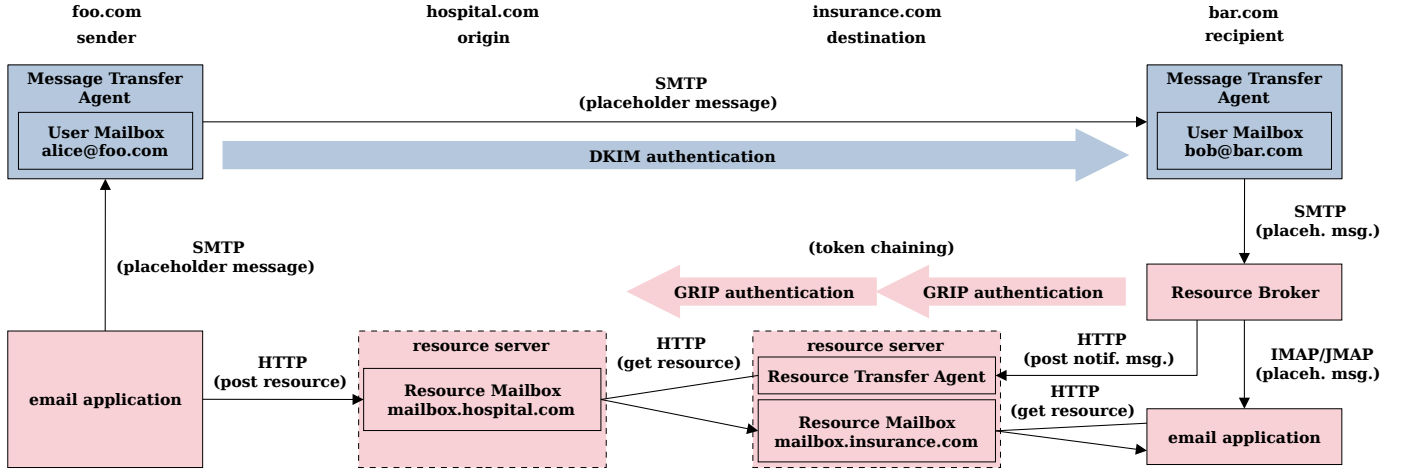 foo.com
sender
hospital.com
origin
insurance.com
destination
bar.com
recipient
Message Transfer
Agent
User Mailbox
alice@foo.com
SMTP
(placeholder message)
DKIM authentication
Message Transfer
Agent
User Mailbox
bob@bar.com
SMTP
(placeholder message)
(token chaining)
SMTP
(placeh. msg.)
GRIP authentication
GRIP authentication
Resource Broker
email application
HTTP
(post resource)
resource server
Resource Mailbox
mailbox.hospital.com
HTTP
(get resource)
resource server
Resource Transfer Agent
Resource Mailbox
mailbox.insurance.com
HTTP
(post notif. msg.)
HTTP
(get resource)
IMAP/JMAP
(placeh. msg.)
email application